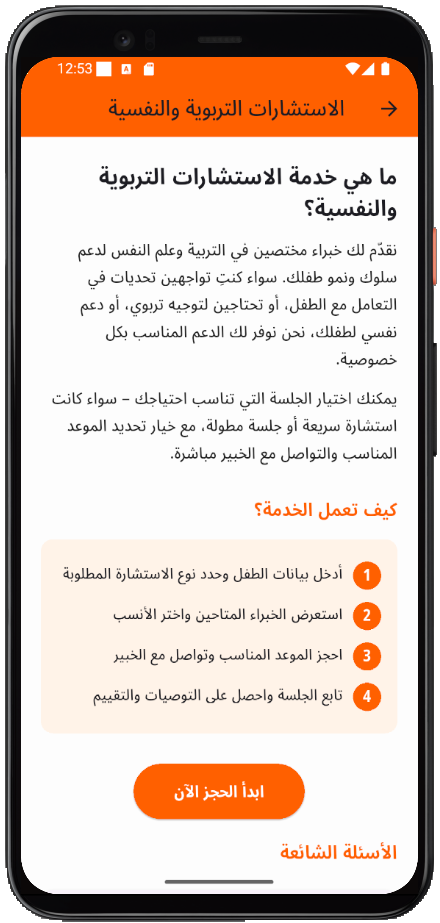 12:53
الاستشارات التربوية والنفسية
ما هي خدمة الاستشارات التربوية
والنفسية؟
نقدّم لك خبراء مختصين في التربية وعلم النفس لدعم
سلوك ونمو طفلك. سواء كنتِ تواجهين تحديات في
التعامل مع الطفل، أو تحتاجين لتوجيه تربوي، أو دعم
نفسي لطفلك، نحن نوفر لك الدعم المناسب بكل
خصوصية.
يمكنك اختيار الجلسة التي تناسب احتياجك – سواء كانت
استشارة سريعة أو جلسة مطولة، مع خيار تحديد الموعد
المناسب والتواصل مع الخبير مباشرة.
كيف تعمل الخدمة؟
1 أدخل بيانات الطفل وحدد نوع الاستشارة المطلوبة
2 استعرض الخبراء المتاحين واختر الأنسب
3 احجز الموعد المناسب وتواصل مع الخبير
4 تابع الجلسة واحصل على التوصيات والتقييم
ابدأ الحجز الآن
الأسئلة الشائعة